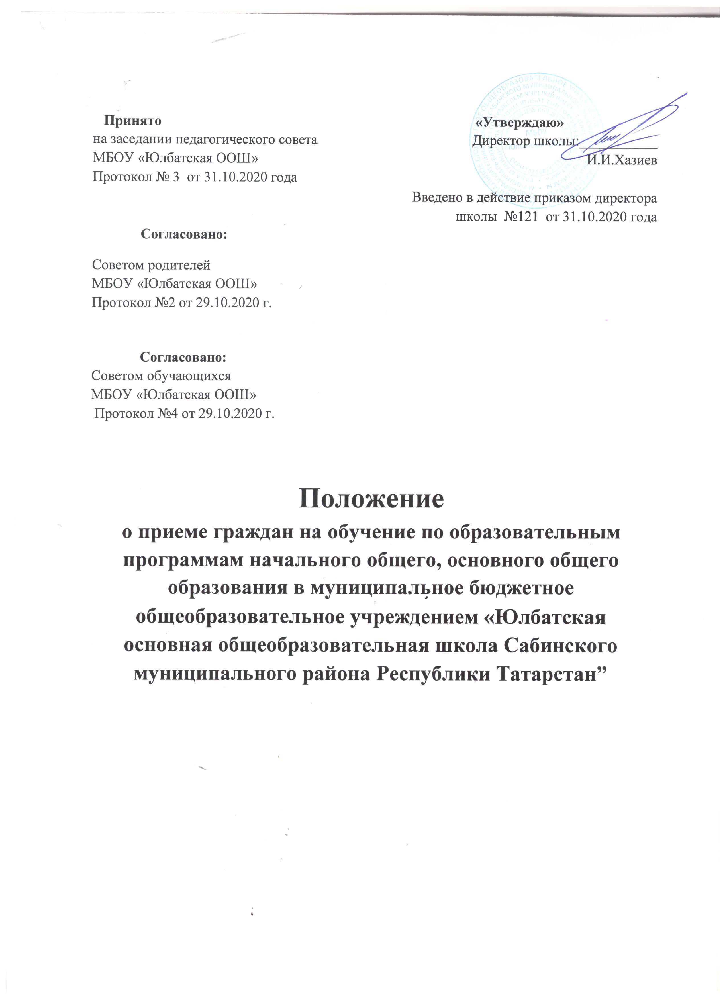 Принято
на заседании педагогического совета
МБОУ «Юлбатская ООШ»
Протокол № 3 от 31.10.2020 года
«Утверждаю»
Директор школы:___________
И.И.Хазиев
Введено в действие приказом директора
школы №121 от 31.10.2020 года
Согласовано:
Советом родителей
МБОУ «Юлбатская ООШ»
Протокол №2 от 29.10.2020 г.
Согласовано:
Советом обучающихся
МБОУ «Юлбатская ООШ»
Протокол №4 от 29.10.2020 г.
Положение
о приеме граждан на обучение по образовательным
программам начального общего, основного общего
образования в муниципальное бюджетное
общеобразовательное учреждением «Юлбатская
основная общеобразовательная школа Сабинского
муниципального района Республики Татарстан”